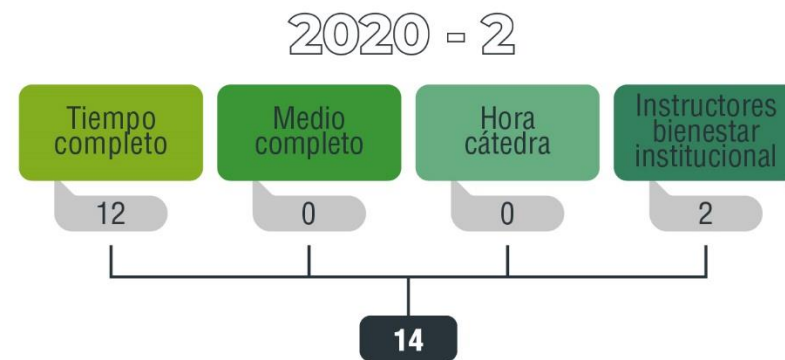 2020 - 2
Tiempo
completo
Medio
completo
Hora
cátedra
Instructores
bienestar
institucional
12
0
0
2
14